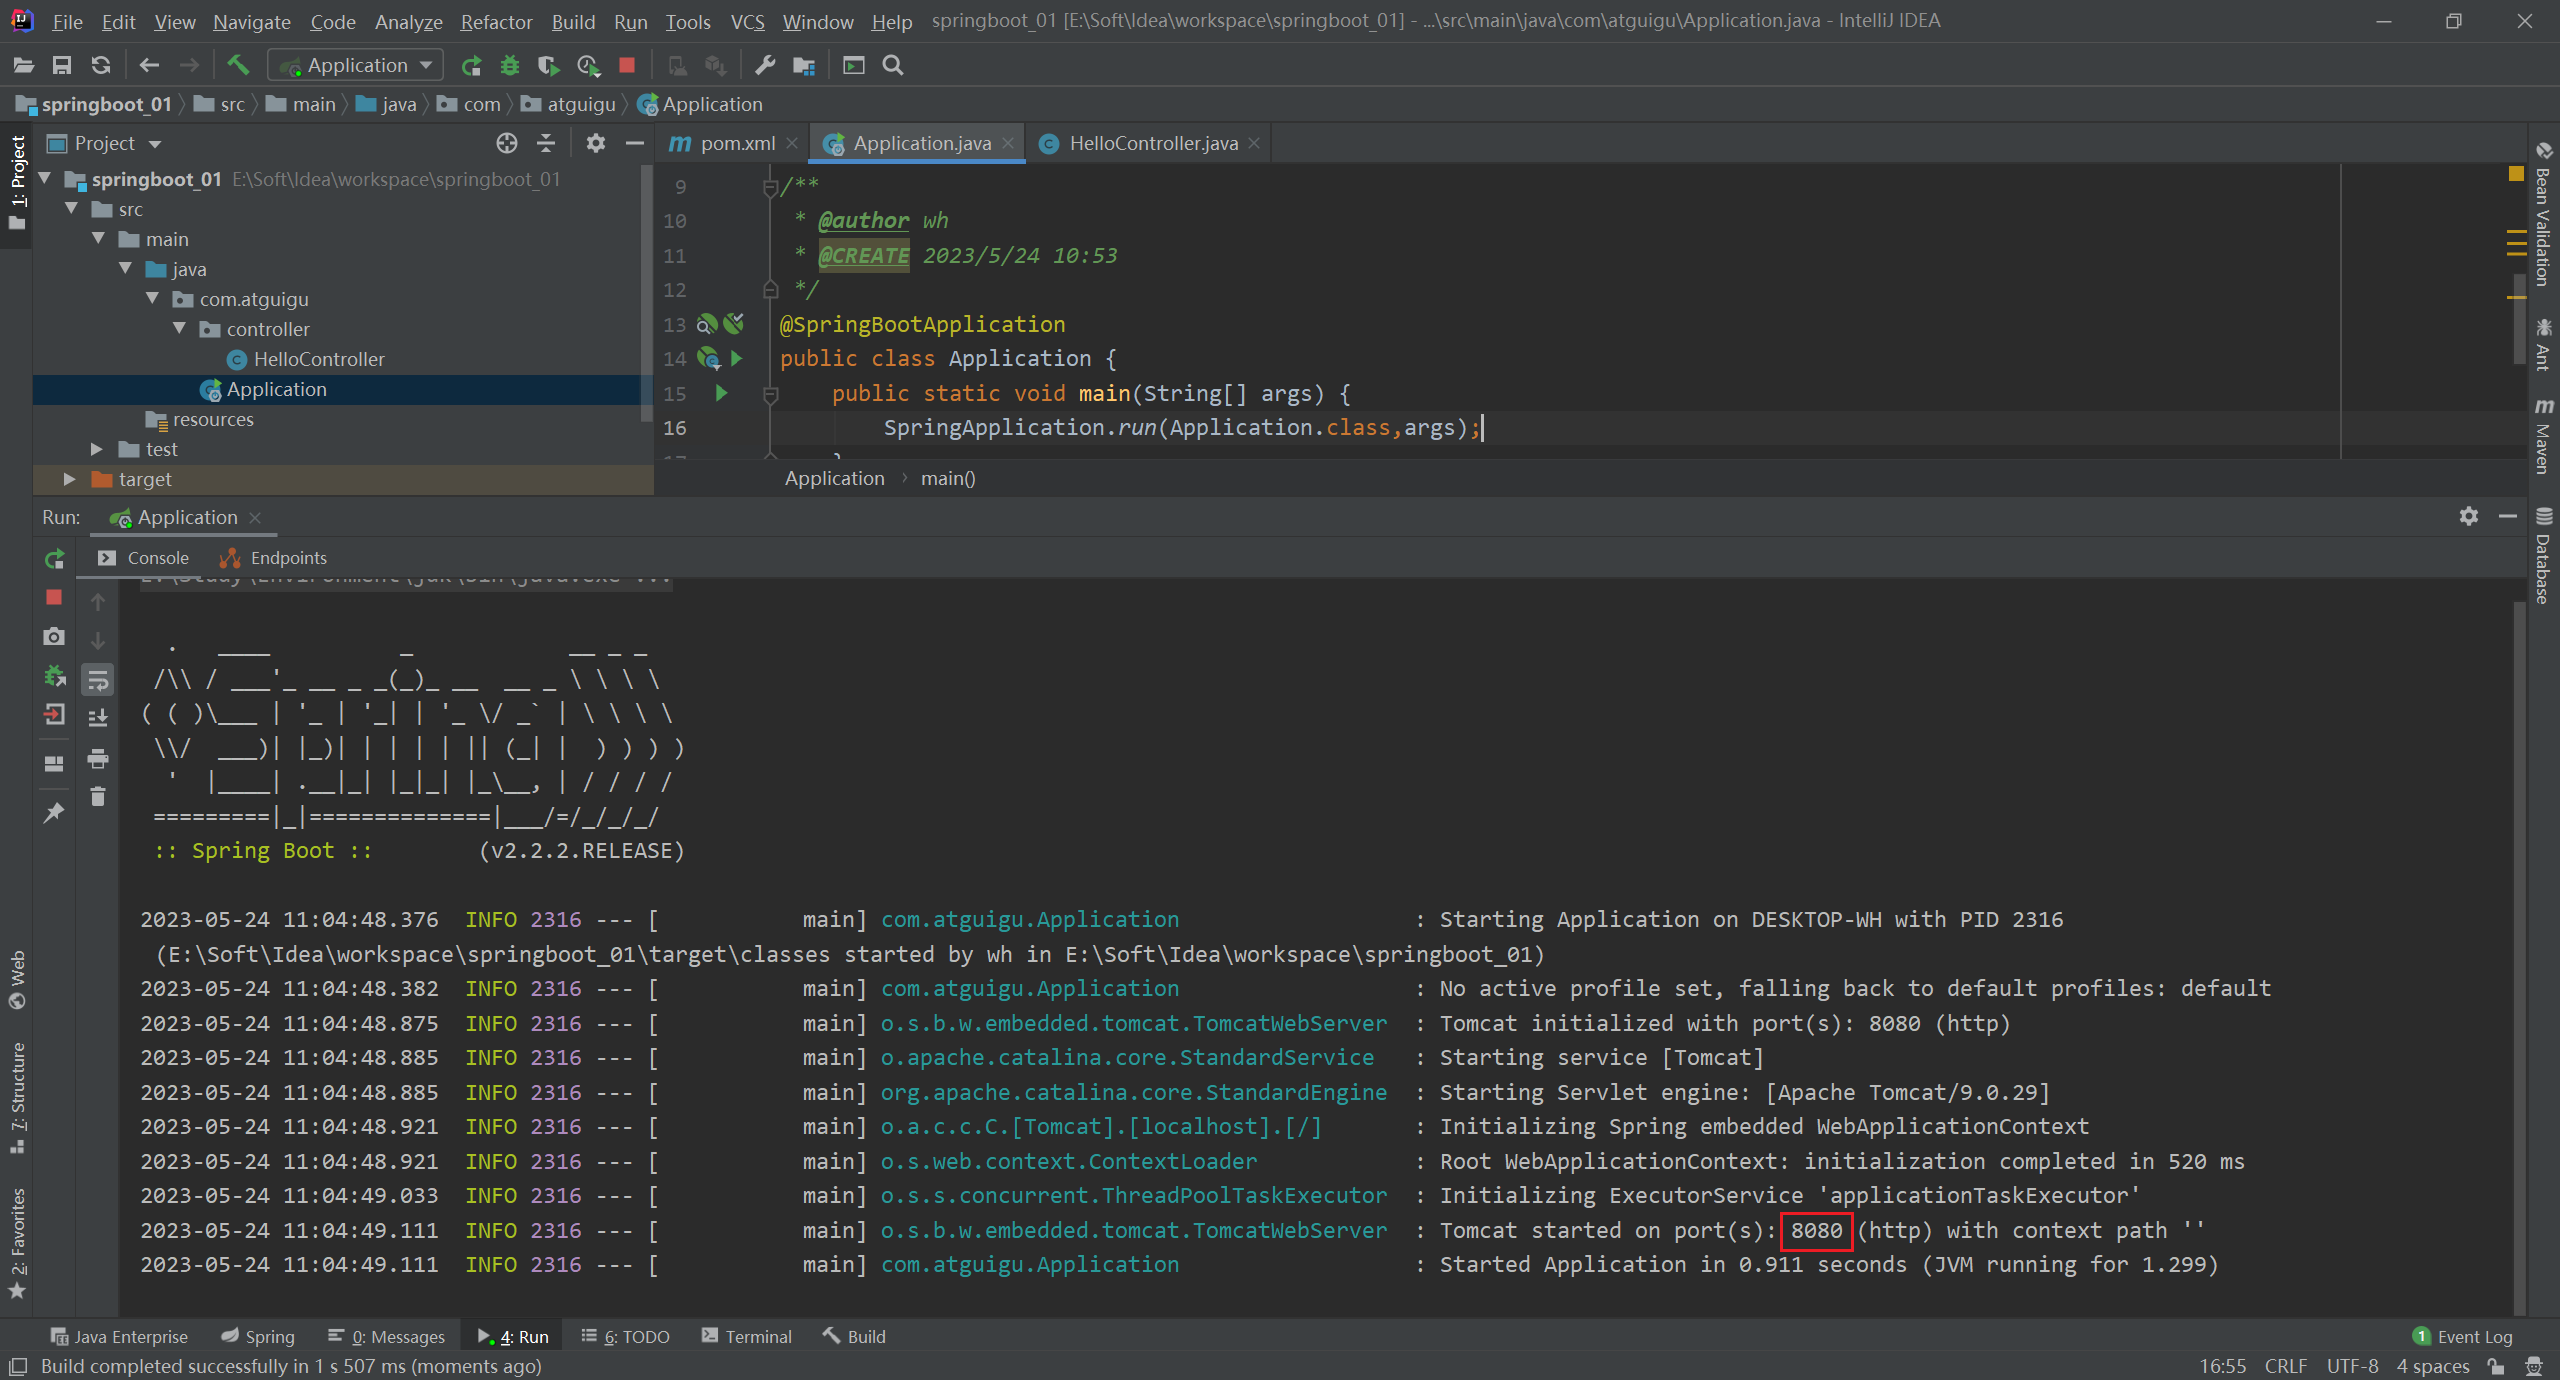 File Edit View Navigate Code Analyze Refactor Build Run Tools VCS Window Help springboot_01 [E:\Soft\Idea\workspace\springboot_01] - ...\src\main\java\com\atguigu\Application.java - IntelliJ IDEA
Application
springboot_01 src main java com atguigu Application
1: Project
Project
springboot_01 E:\Soft\Idea\workspace\springboot_01
src
main
java
com.atguigu
controller
HelloController
Application
resources
test
target
pom.xml Application.java HelloController.java
9 /**
10 * @author wh
11 * @CREATE 2023/5/24 10:53
12 */
13 @SpringBootApplication
14 public class Application {
15 public static void main(String[] args) {
16 SpringApplication.run(Application.class,args);
Application main()
Bean Validation
Ant
Maven
Database
Run: Application
Console Endpoints
E:\Study\Environment\jdk\bin\java.exe ...
  .   ____          _            __ _ _
 /\\ / ___'_ __ _ _(_)_ __  __ _ \ \ \ \
( ( )\___ | '_ | '_| | '_ \/ _` | \ \ \ \
 \\/  ___)| |_)| | | | | || (_| |  ) ) ) )
  '  |____| .__|_| |_|_| |_\__, | / / / /
 =========|_|==============|___/=/_/_/_/
 :: Spring Boot ::        (v2.2.2.RELEASE)
2023-05-24 11:04:48.376  INFO 2316 --- [           main] com.atguigu.Application                  : Starting Application on DESKTOP-WH with PID 2316
(E:\Soft\Idea\workspace\springboot_01\target\classes started by wh in E:\Soft\Idea\workspace\springboot_01)
2023-05-24 11:04:48.382  INFO 2316 --- [           main] com.atguigu.Application                  : No active profile set, falling back to default profiles: default
2023-05-24 11:04:48.875  INFO 2316 --- [           main] o.s.b.w.embedded.tomcat.TomcatWebServer  : Tomcat initialized with port(s): 8080 (http)
2023-05-24 11:04:48.885  INFO 2316 --- [           main] o.apache.catalina.core.StandardService   : Starting service [Tomcat]
2023-05-24 11:04:48.885  INFO 2316 --- [           main] org.apache.catalina.core.StandardEngine  : Starting Servlet engine: [Apache Tomcat/9.0.29]
2023-05-24 11:04:48.921  INFO 2316 --- [           main] o.a.c.c.C.[Tomcat].[localhost].[/]       : Initializing Spring embedded WebApplicationContext
2023-05-24 11:04:48.921  INFO 2316 --- [           main] o.s.web.context.ContextLoader            : Root WebApplicationContext: initialization completed in 520 ms
2023-05-24 11:04:49.033  INFO 2316 --- [           main] o.s.s.concurrent.ThreadPoolTaskExecutor  : Initializing ExecutorService 'applicationTaskExecutor'
2023-05-24 11:04:49.111  INFO 2316 --- [           main] o.s.b.w.embedded.tomcat.TomcatWebServer  : Tomcat started on port(s): 8080 (http) with context path ''
2023-05-24 11:04:49.111  INFO 2316 --- [           main] com.atguigu.Application                  : Started Application in 0.911 seconds (JVM running for 1.299)
Web
7: Structure
2: Favorites
Java Enterprise Spring 0: Messages 4: Run 6: TODO Terminal Build 1 Event Log
Build completed successfully in 1 s 507 ms (moments ago) 16:55 CRLF UTF-8 4 spaces